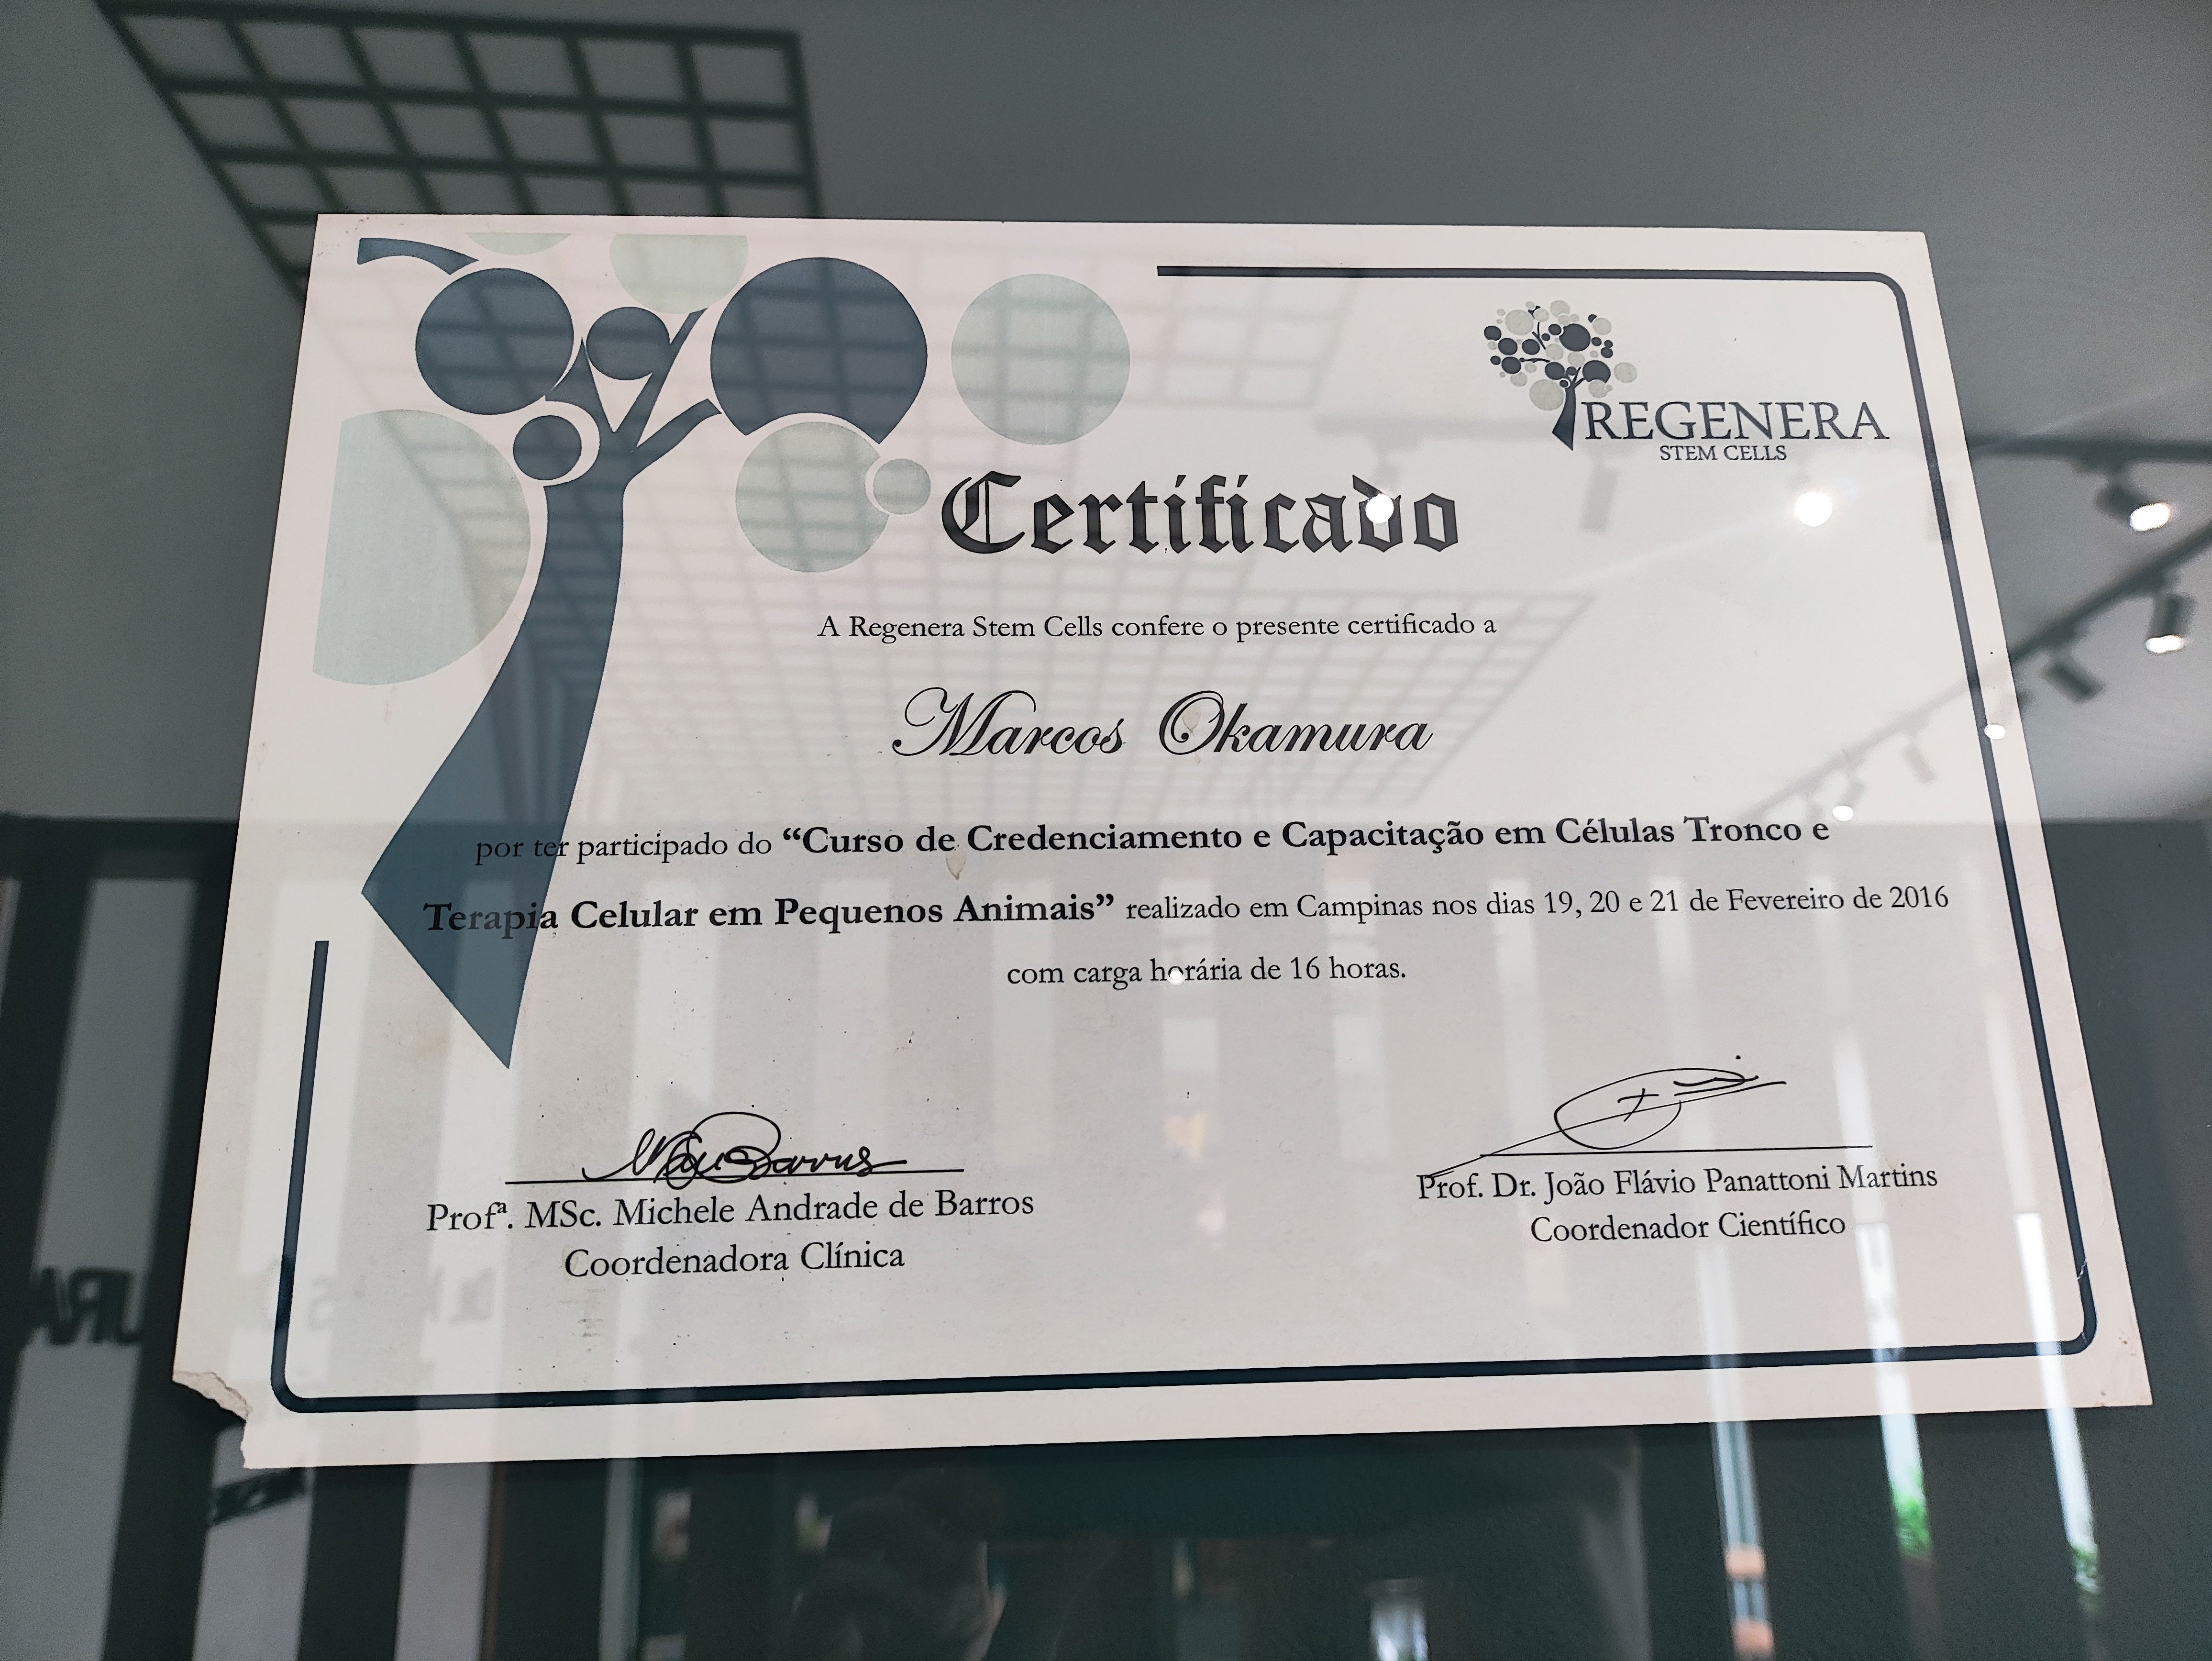 REGENERA
STEM CELLS
Certificado
A Regenera Stem Cells confere o presente certificado a
Marcos Okamura
por ter participado do “Curso de Credenciamento e Capacitação em Células Tronco e
Terapia Celular em Pequenos Animais” realizado em Campinas nos dias 19, 20 e 21 de Fevereiro de 2016
com carga horária de 16 horas.
Profª. MSc. Michele Andrade de Barros
Coordenadora Clínica
Prof. Dr. João Flávio Panattoni Martins
Coordenador Científico